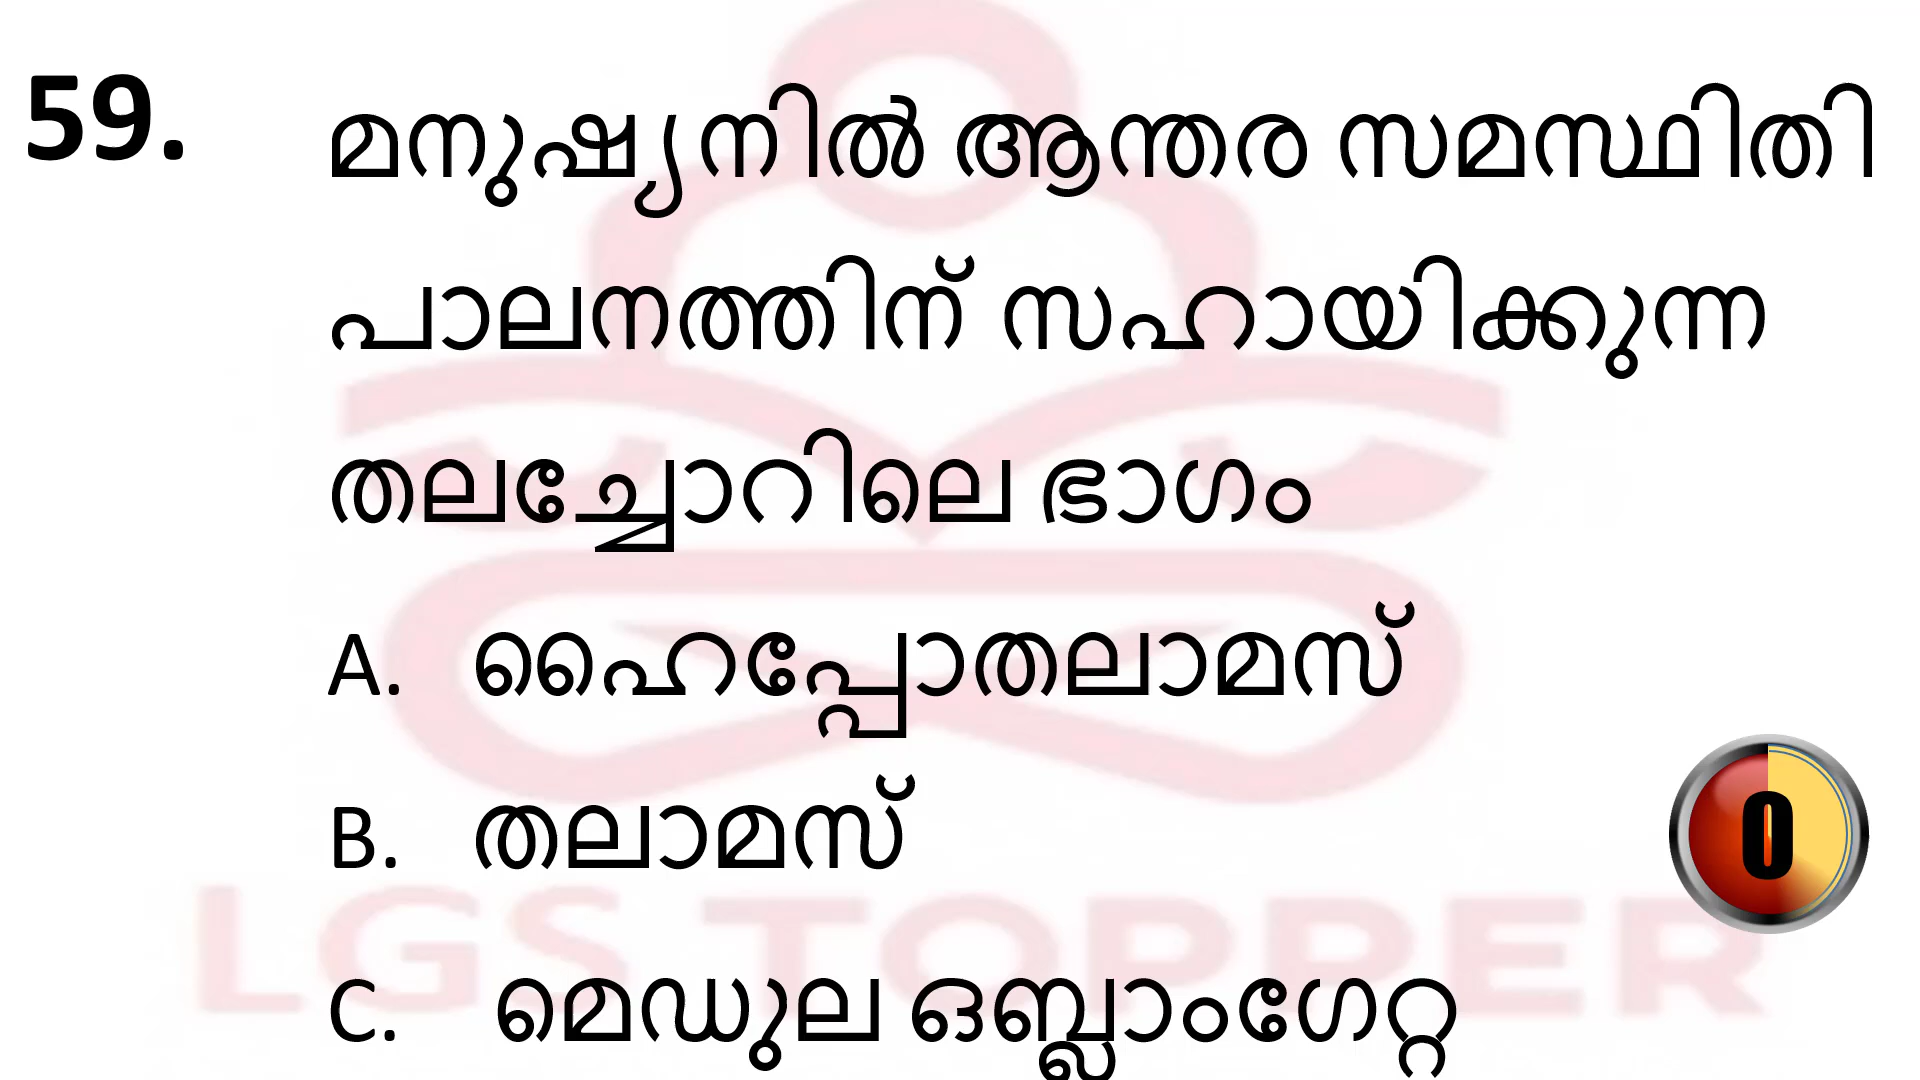 59. മനുഷ്യനിൽ ആന്തര സമസ്ഥിതി
പാലനത്തിന് സഹായിക്കുന്ന
തലച്ചോറിലെ ഭാഗം
A. ഹൈപ്പോതലാമസ്
B. തലാമസ്
0
LGS TOPPER
C. മെഡുല ഒബ്ലാംഗേറ്റ